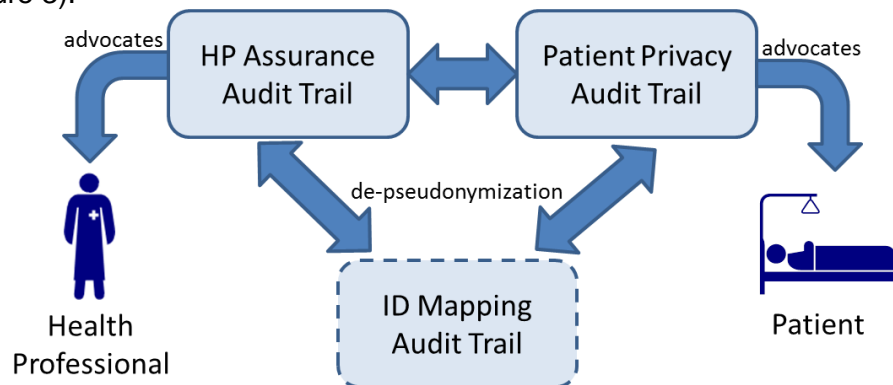 advocates
HP Assurance
Audit Trail
Patient Privacy
Audit Trail
advocates
de-pseudonymization
ID Mapping
Audit Trail
Health
Professional
Patient